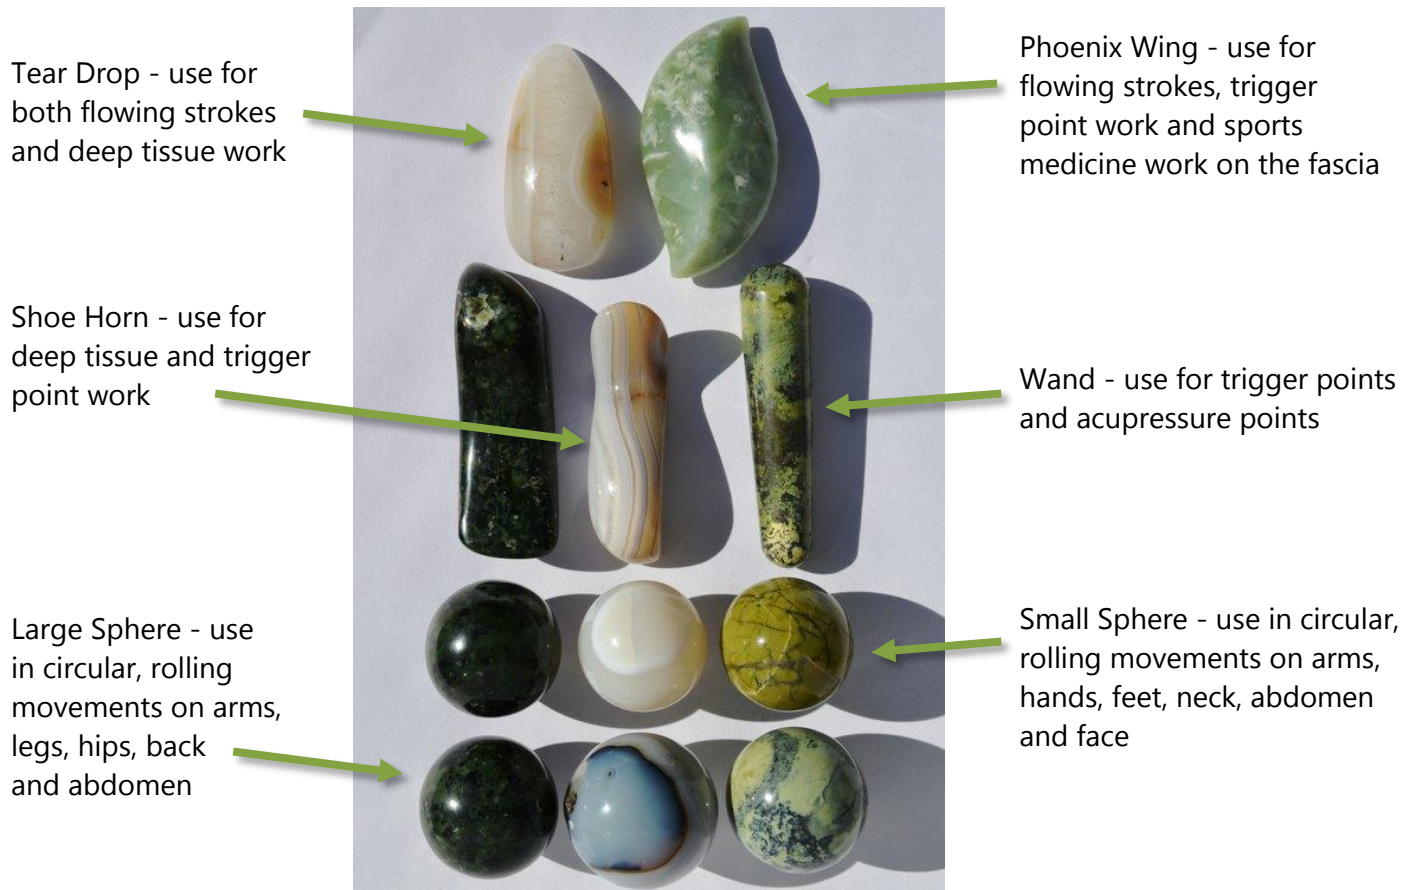 Tear Drop - use for
both flowing strokes
and deep tissue work
Phoenix Wing - use for
flowing strokes, trigger
point work and sports
medicine work on the fascia
Shoe Horn - use for
deep tissue and trigger
point work
Wand - use for trigger points
and acupressure points
Large Sphere - use
in circular, rolling
movements on arms,
legs, hips, back
and abdomen
Small Sphere - use in circular,
rolling movements on arms,
hands, feet, neck, abdomen
and face